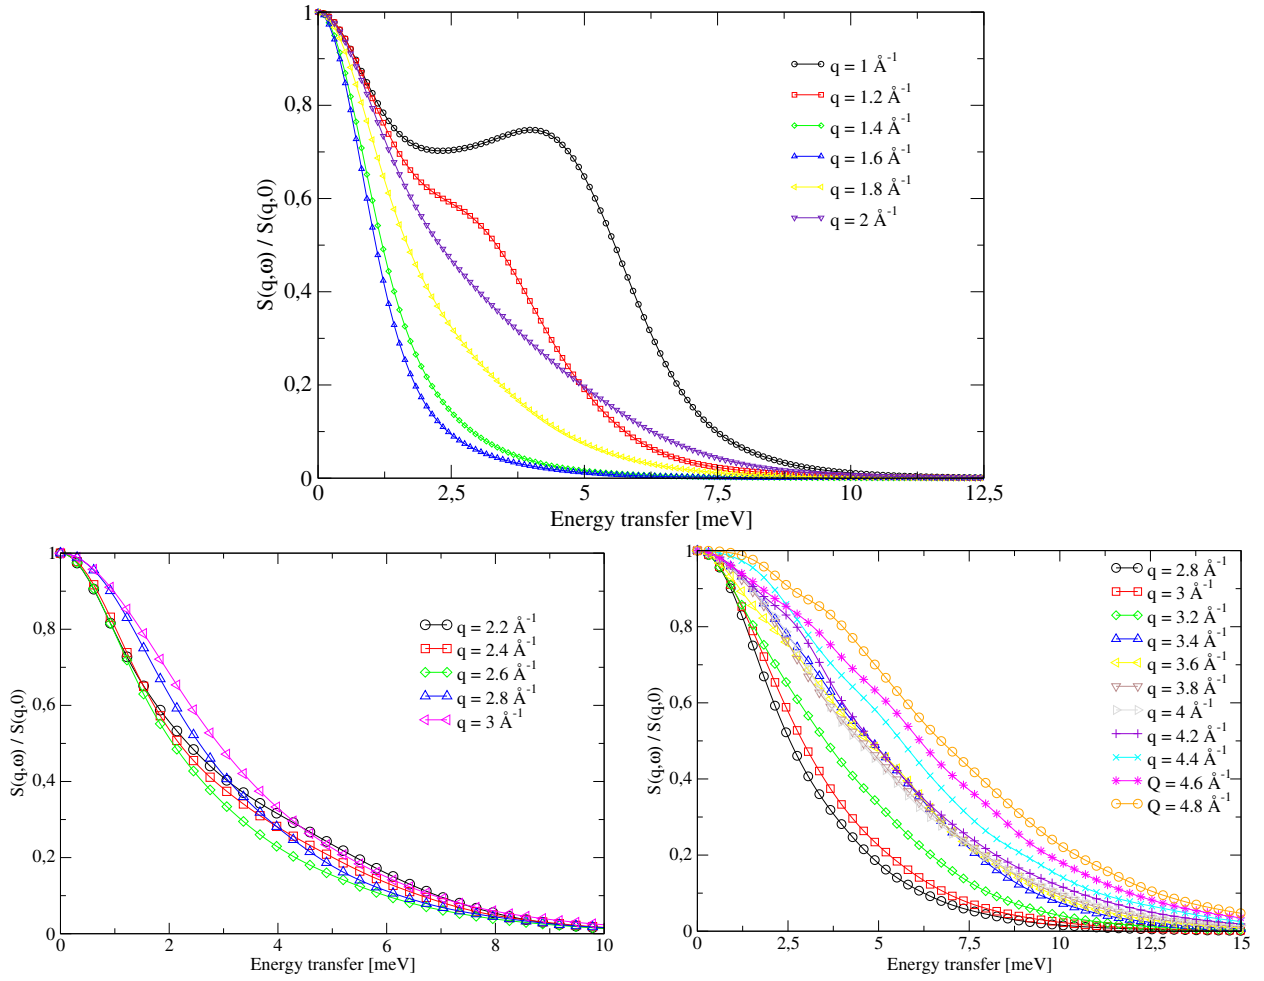 S(q,ω) / S(q,0)
1
0,8
0,6
0,4
0,2
0
0
2,5
5
7,5
10
12,5
Energy transfer [meV]
q = 1 Å⁻¹
q = 1.2 Å⁻¹
q = 1.4 Å⁻¹
q = 1.6 Å⁻¹
q = 1.8 Å⁻¹
q = 2 Å⁻¹
S(q,ω) / S(q,0)
1
0,8
0,6
0,4
0,2
0
0
2
4
6
8
10
Energy transfer [meV]
q = 2.2 Å⁻¹
q = 2.4 Å⁻¹
q = 2.6 Å⁻¹
q = 2.8 Å⁻¹
q = 3 Å⁻¹
S(q,ω) / S(q,0)
1
0,8
0,6
0,4
0,2
0
0
2,5
5
7,5
10
12,5
15
Energy transfer [meV]
q = 2.8 Å⁻¹
q = 3 Å⁻¹
q = 3.2 Å⁻¹
q = 3.4 Å⁻¹
q = 3.6 Å⁻¹
q = 3.8 Å⁻¹
q = 4 Å⁻¹
q = 4.2 Å⁻¹
q = 4.4 Å⁻¹
Q = 4.6 Å⁻¹
Q = 4.8 Å⁻¹